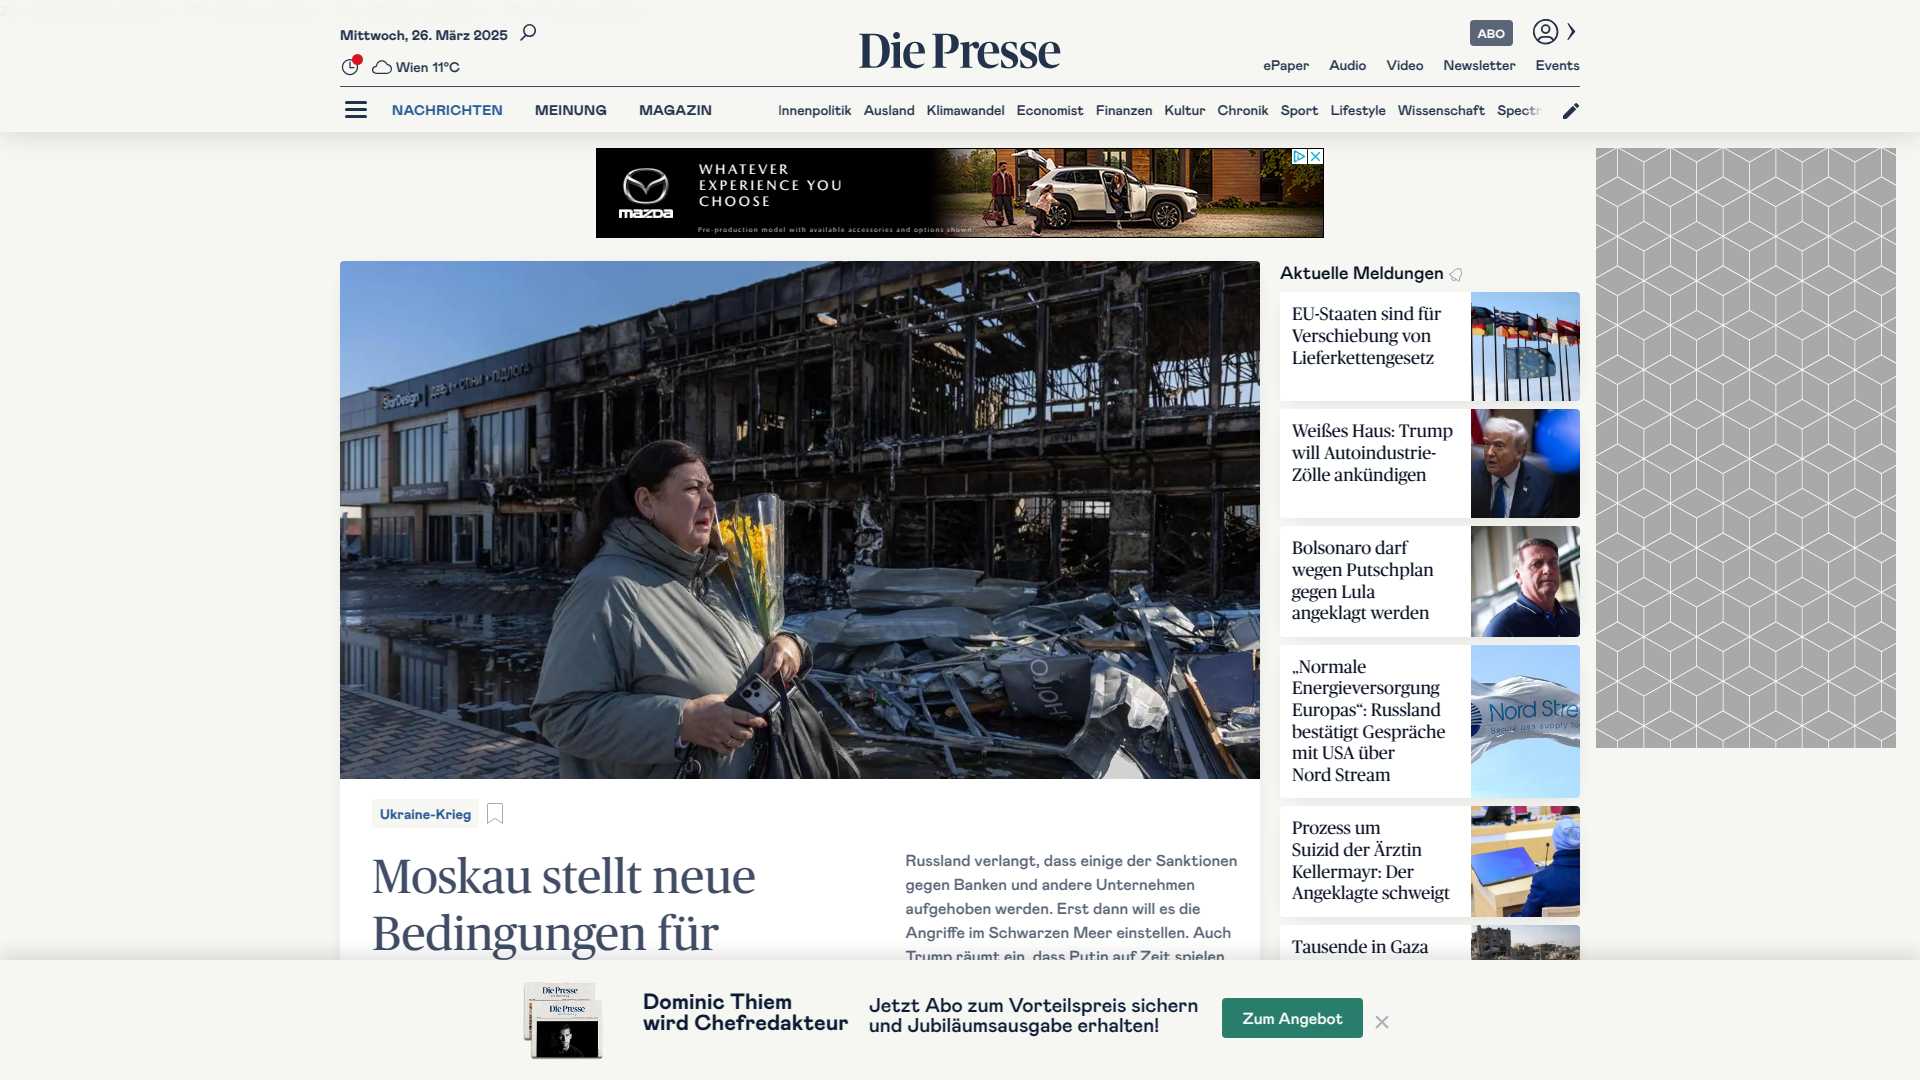 Mittwoch, 26. März 2025
Wien 11°C
Die Presse
ABO
ePaper Audio Video Newsletter Events
NACHRICHTEN MEINUNG MAGAZIN
Innenpolitik Ausland Klimawandel Economist Finanzen Kultur Chronik Sport Lifestyle Wissenschaft Spectr
mazda
WHATEVER
EXPERIENCE YOU
CHOOSE
Pre-production model with available accessories and options shown.
StarDesign
Ukraine-Krieg
Moskau stellt neue
Bedingungen für
Russland verlangt, dass einige der Sanktionen
gegen Banken und andere Unternehmen
aufgehoben werden. Erst dann will es die
Angriffe im Schwarzen Meer einstellen. Auch
Trump räumt ein, dass Putin auf Zeit spielen
Aktuelle Meldungen
EU-Staaten sind für
Verschiebung von
Lieferkettengesetz
Weißes Haus: Trump
will Autoindustrie-
Zölle ankündigen
Bolsonaro darf
wegen Putschplan
gegen Lula
angeklagt werden
„Normale
Energieversorgung
Europas“: Russland
bestätigt Gespräche
mit USA über
Nord Stream
Nord Stre
Prozess um
Suizid der Ärztin
Kellermayr: Der
Angeklagte schweigt
Tausende in Gaza
Die Presse
Die Presse
Dominic Thiem
wird Chefredakteur
Jetzt Abo zum Vorteilspreis sichern
und Jubiläumsausgabe erhalten!
Zum Angebot